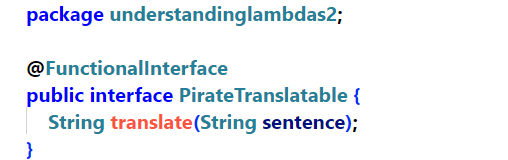 package understandinglambdas2;
@FunctionalInterface
public interface PirateTranslatable {
String translate(String sentence);
}